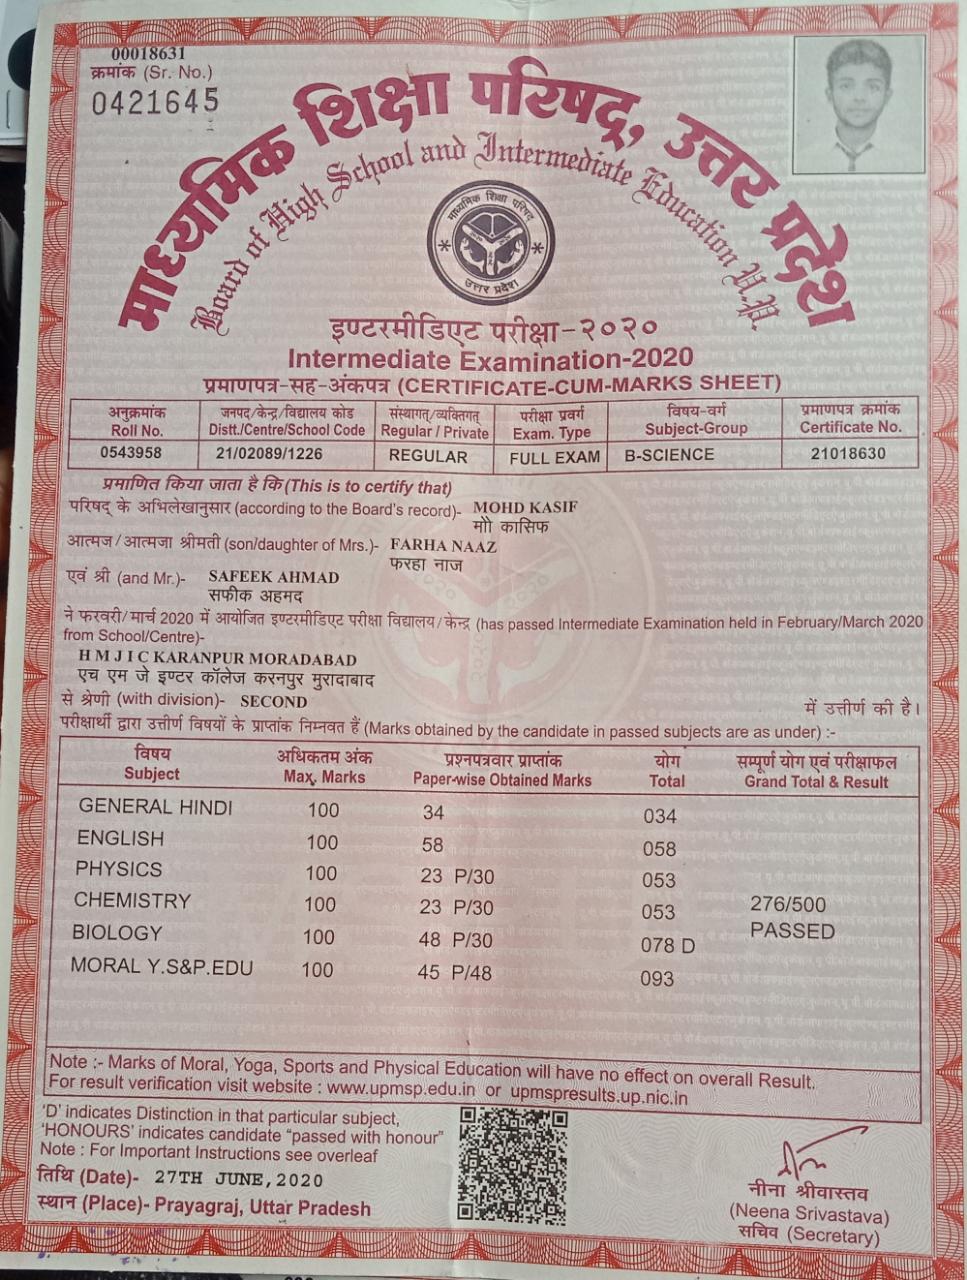 00018631
क्रमांक (Sr. No.)
0421645
माध्यमिक शिक्षा परिषद्, उत्तर प्रदेश
Board of High School and Intermediate Education U.P.
माध्यमिक शिक्षा परिषद
उत्तर प्रदेश
इण्टरमीडिएट परीक्षा-२०२०
Intermediate Examination-2020
प्रमाणपत्र-सह-अंकपत्र (CERTIFICATE-CUM-MARKS SHEET)
अनुक्रमांक जनपद/केन्द्र/विद्यालय कोड संस्थागत्/व्यक्तिगत् परीक्षा प्रवर्ग विषय-वर्ग प्रमाणपत्र क्रमांक
Roll No. Distt./Centre/School Code Regular / Private Exam. Type Subject-Group Certificate No.
0543958 21/02089/1226 REGULAR FULL EXAM B-SCIENCE 21018630
प्रमाणित किया जाता है कि (This is to certify that)
परिषद् के अभिलेखानुसार (according to the Board's record)- MOHD KASIF
मो कासिफ
आत्मज/आत्मजा श्रीमती (son/daughter of Mrs.)- FARHA NAAZ
फरहा नाज
एवं श्री (and Mr.)- SAFEEK AHMAD
सफीक अहमद
ने फरवरी/मार्च 2020 में आयोजित इण्टरमीडिएट परीक्षा विद्यालय/केन्द्र (has passed Intermediate Examination held in February/March 2020
from School/Centre)-
H M J I C KARANPUR MORADABAD
एच एम जे इण्टर कॉलेज करनपुर मुरादाबाद
से श्रेणी (with division)- SECOND में उत्तीर्ण की है।
परीक्षार्थी द्वारा उत्तीर्ण विषयों के प्राप्तांक निम्नवत हैं (Marks obtained by the candidate in passed subjects are as under) :-
विषय अधिकतम अंक प्रश्नपत्रवार प्राप्तांक योग सम्पूर्ण योग एवं परीक्षाफल
Subject Max. Marks Paper-wise Obtained Marks Total Grand Total & Result
GENERAL HINDI 100 34 034
ENGLISH 100 58 058
PHYSICS 100 23 P/30 053
CHEMISTRY 100 23 P/30 053 276/500
BIOLOGY 100 48 P/30 078 D PASSED
MORAL Y.S&P.EDU 100 45 P/48 093
Note :- Marks of Moral, Yoga, Sports and Physical Education will have no effect on overall Result.
For result verification visit website : www.upmsp.edu.in or upmspresults.up.nic.in
'D' indicates Distinction in that particular subject,
'HONOURS' indicates candidate "passed with honour"
Note : For Important Instructions see overleaf
तिथि (Date)- 27TH JUNE,2020
स्थान (Place)- Prayagraj, Uttar Pradesh
नीना श्रीवास्तव
(Neena Srivastava)
सचिव (Secretary)